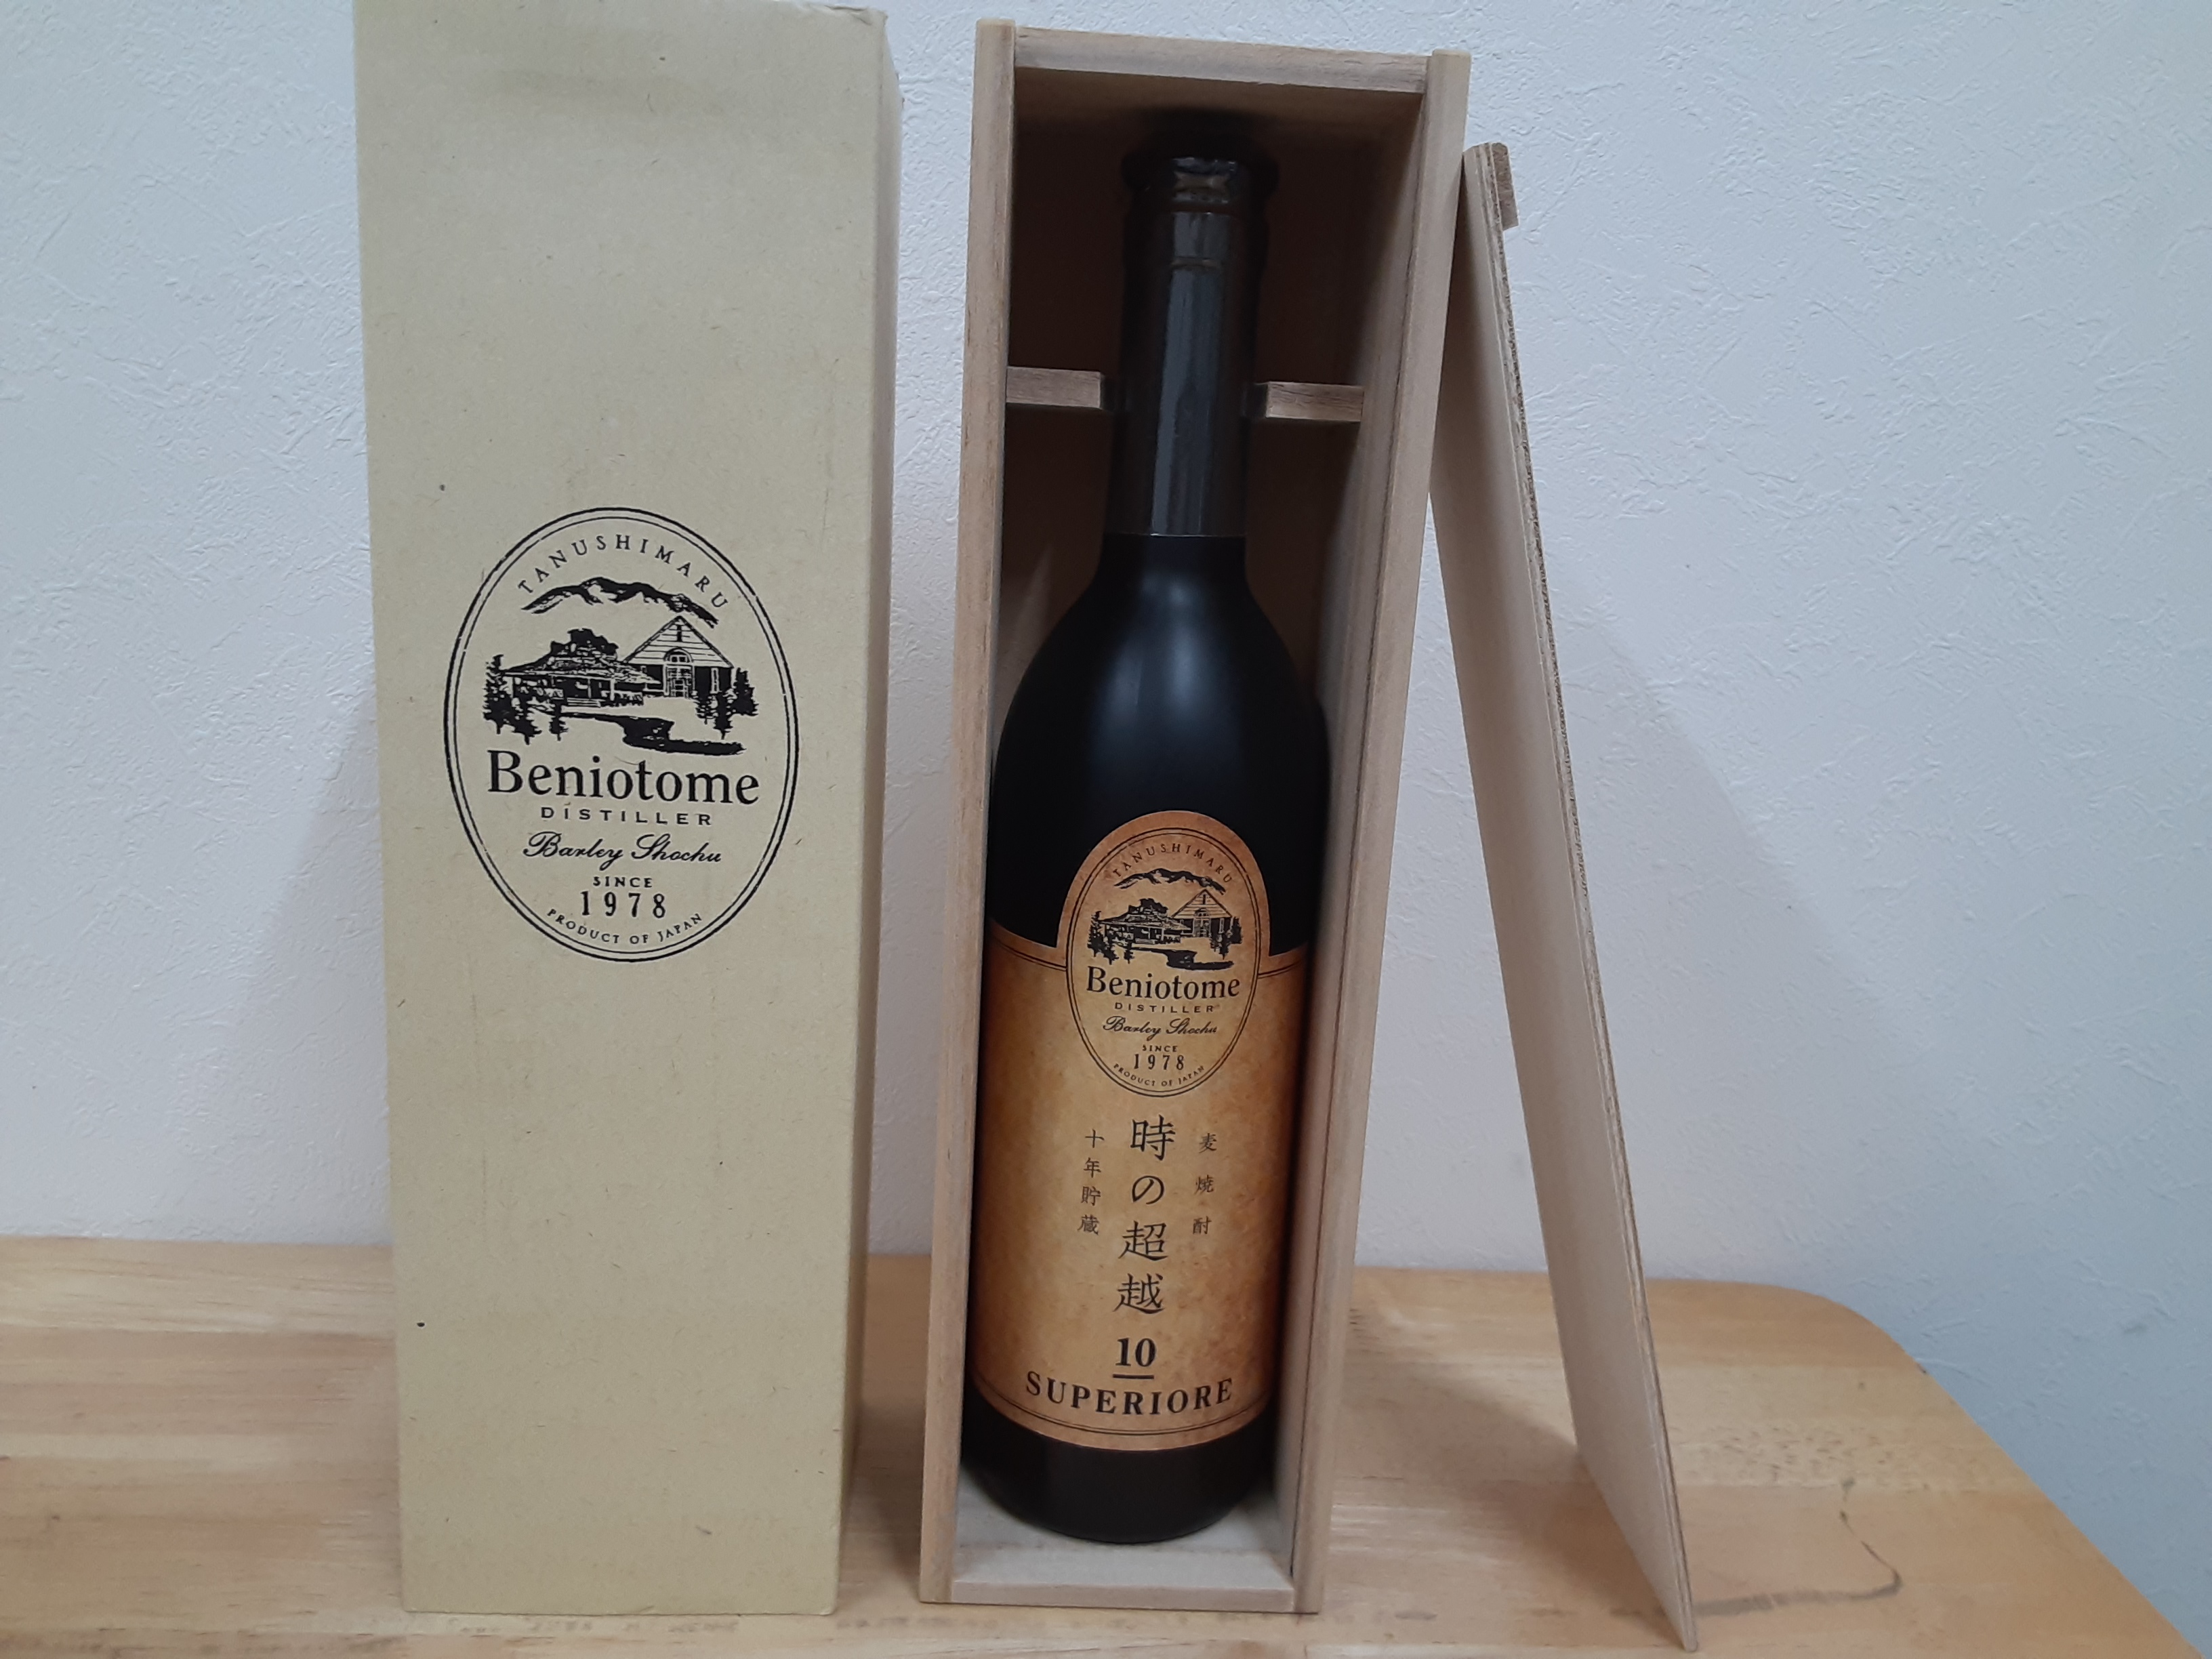 TANUSHIMARU
Beniotome
DISTILLER
Barley Shochu
SINCE
1978
PRODUCT OF JAPAN
TANUSHIMARU
Beniotome
DISTILLER
Barley Shochu
SINCE
1978
PRODUCT OF JAPAN
麦焼酎
時の超越
十年貯蔵
10
SUPERIORE